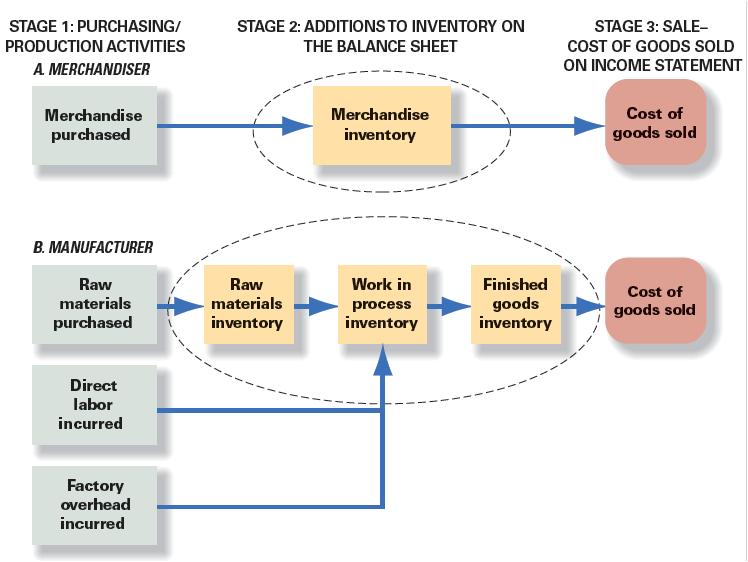 STAGE 1: PURCHASING/
PRODUCTION ACTIVITIES
STAGE 2: ADDITIONS TO INVENTORY ON
THE BALANCE SHEET
STAGE 3: SALE–
COST OF GOODS SOLD
ON INCOME STATEMENT
A. MERCHANDISER
Merchandise
purchased
Merchandise
inventory
Cost of
goods sold
B. MANUFACTURER
Raw
materials
purchased
Raw
materials
inventory
Work in
process
inventory
Finished
goods
inventory
Cost of
goods sold
Direct
labor
incurred
Factory
overhead
incurred